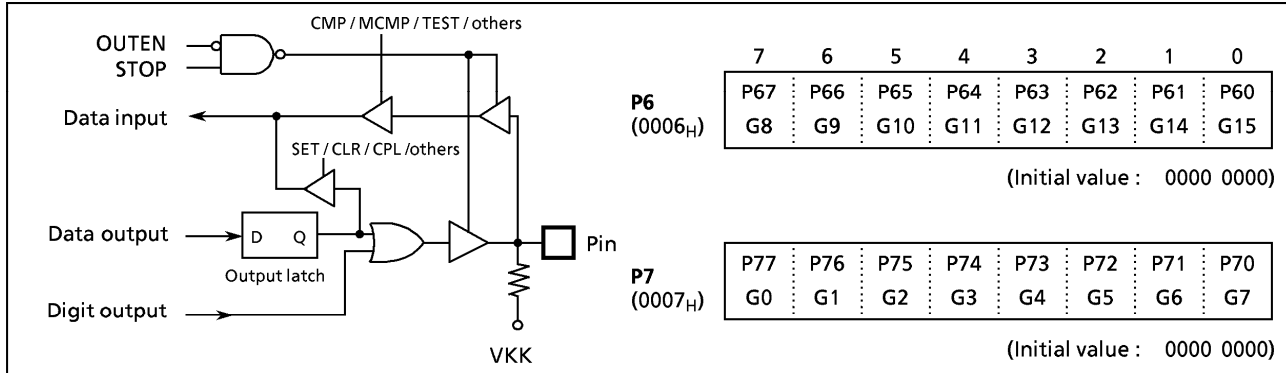 CMP / MCMP / TEST / others
OUTEN
STOP
Data input
SET / CLR / CPL /others
Data output
D Q
Output latch
Digit output
Pin
VKK
7 6 5 4 3 2 1 0
P6
(0006H)
P67 P66 P65 P64 P63 P62 P61 P60
G8 G9 G10 G11 G12 G13 G14 G15
(Initial value : 0000 0000)
P7
(0007H)
P77 P76 P75 P74 P73 P72 P71 P70
G0 G1 G2 G3 G4 G5 G6 G7
(Initial value : 0000 0000)